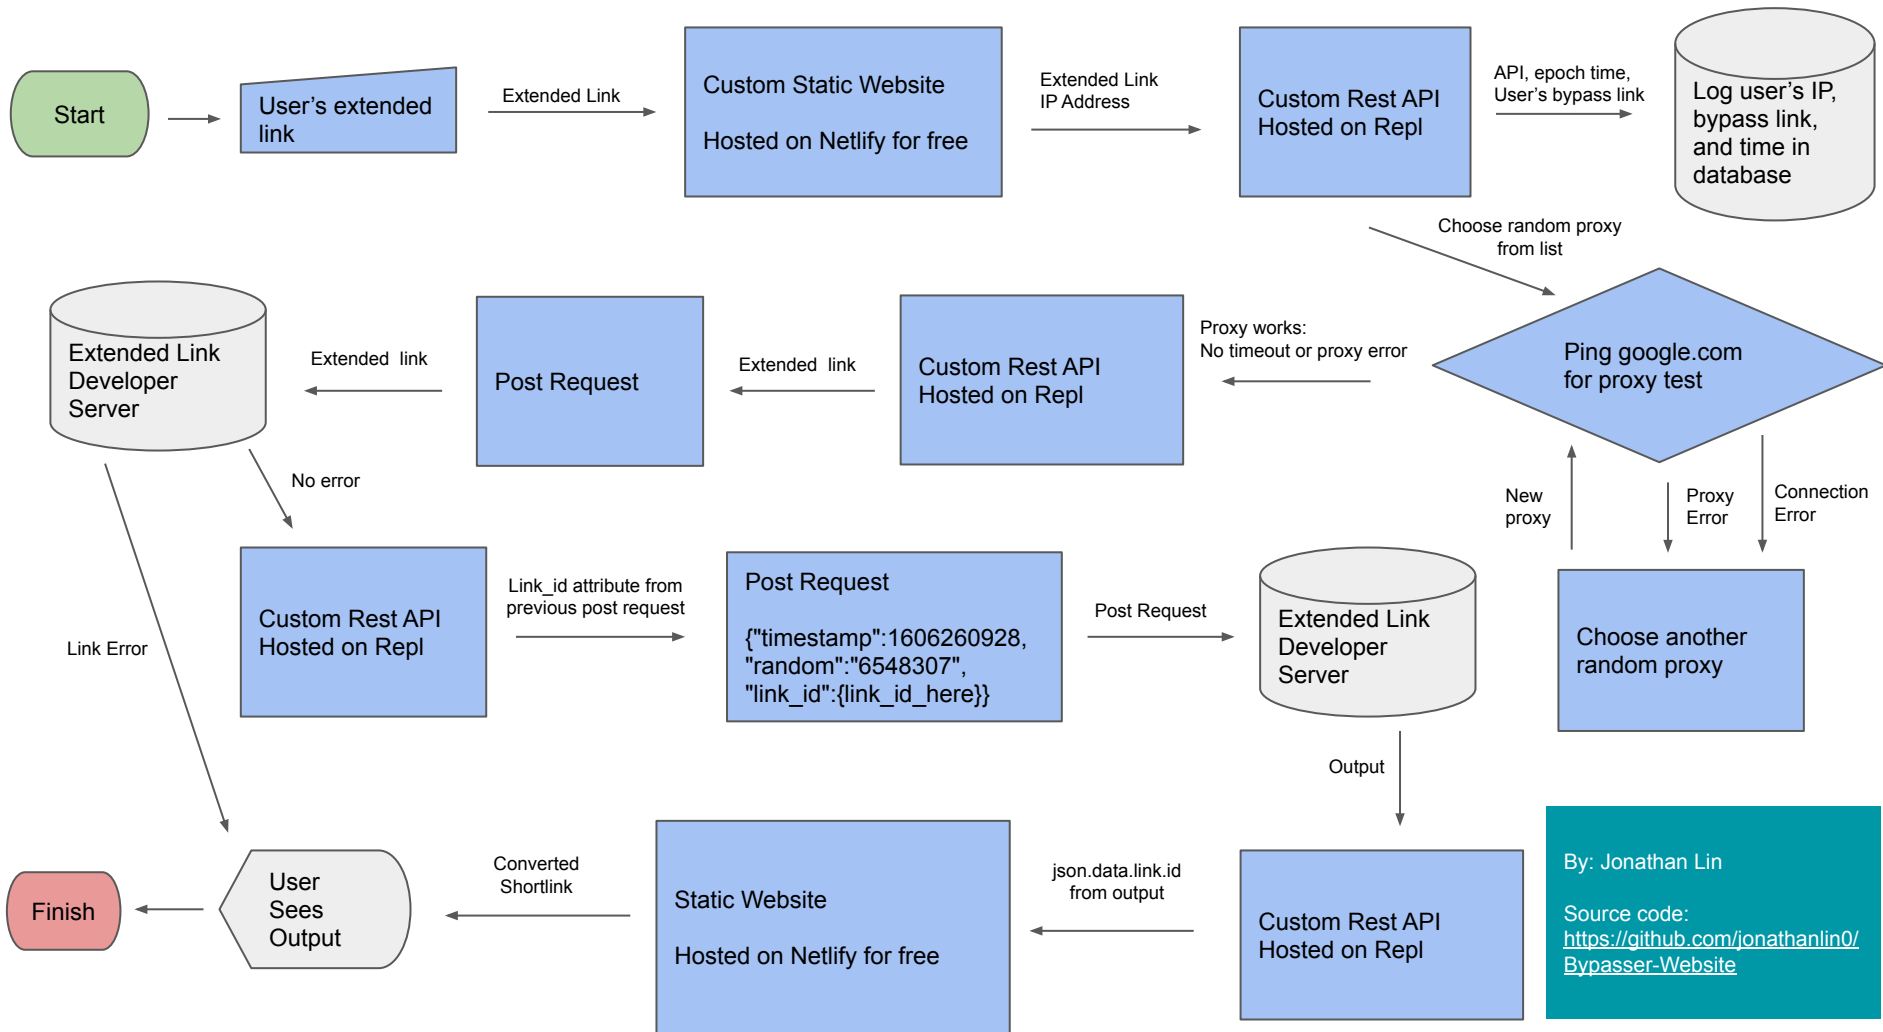 Start
User's extended
link
Extended Link
Custom Static Website
Hosted on Netlify for free
Extended Link
IP Address
Custom Rest API
Hosted on Repl
API, epoch time,
User's bypass link
Log user's IP,
bypass link,
and time in
database
Choose random proxy
from list
Ping google.com
for proxy test
Proxy works:
No timeout or proxy error
Custom Rest API
Hosted on Repl
Extended  link
Post Request
Extended  link
Extended Link
Developer
Server
New
proxy
Proxy
Error
Connection
Error
Choose another
random proxy
No error
Link Error
Custom Rest API
Hosted on Repl
Link_id attribute from
previous post request
Post Request
{"timestamp":1606260928,
"random":"6548307",
"link_id":{link_id_here}}
Post Request
Extended Link
Developer
Server
Output
Custom Rest API
Hosted on Repl
json.data.link.id
from output
Static Website
Hosted on Netlify for free
Converted
Shortlink
User
Sees
Output
Finish
By: Jonathan Lin
Source code:
https://github.com/jonathanlin0/
Bypasser-Website